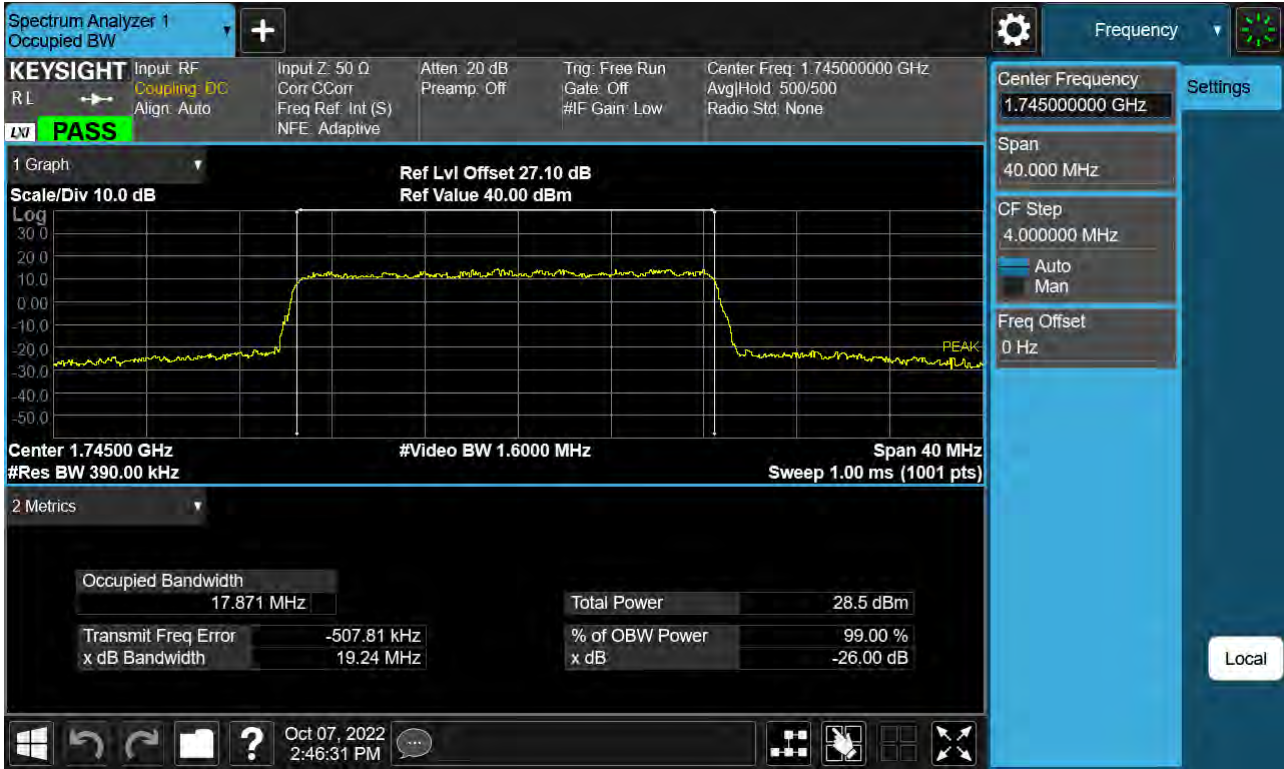 Spectrum Analyzer 1
Occupied BW
+
Frequency
KEYSIGHT
R L
LXI
PASS
Input: RF
Coupling: DC
Align: Auto
Input Z: 50 Ω
Corr CCorr
Freq Ref: Int (S)
NFE: Adaptive
Atten: 20 dB
Preamp: Off
Trig: Free Run
Gate: Off
#IF Gain: Low
Center Freq: 1.745000000 GHz
Avg|Hold: 500/500
Radio Std: None
Center Frequency
1.745000000 GHz
Settings
Span
40.000 MHz
CF Step
4.000000 MHz
Auto
Man
Freq Offset
0 Hz
Local
1 Graph
Scale/Div 10.0 dB
Ref Lvl Offset 27.10 dB
Ref Value 40.00 dBm
Log
30.0
20.0
10.0
0.00
-10.0
-20.0
-30.0
-40.0
-50.0
PEAK
Center 1.74500 GHz
#Video BW 1.6000 MHz
Span 40 MHz
#Res BW 390.00 kHz
Sweep 1.00 ms (1001 pts)
2 Metrics
Occupied Bandwidth
17.871 MHz
Total Power 28.5 dBm
Transmit Freq Error -507.81 kHz
% of OBW Power 99.00 %
x dB Bandwidth 19.24 MHz
x dB -26.00 dB
?
Oct 07, 2022
2:46:31 PM